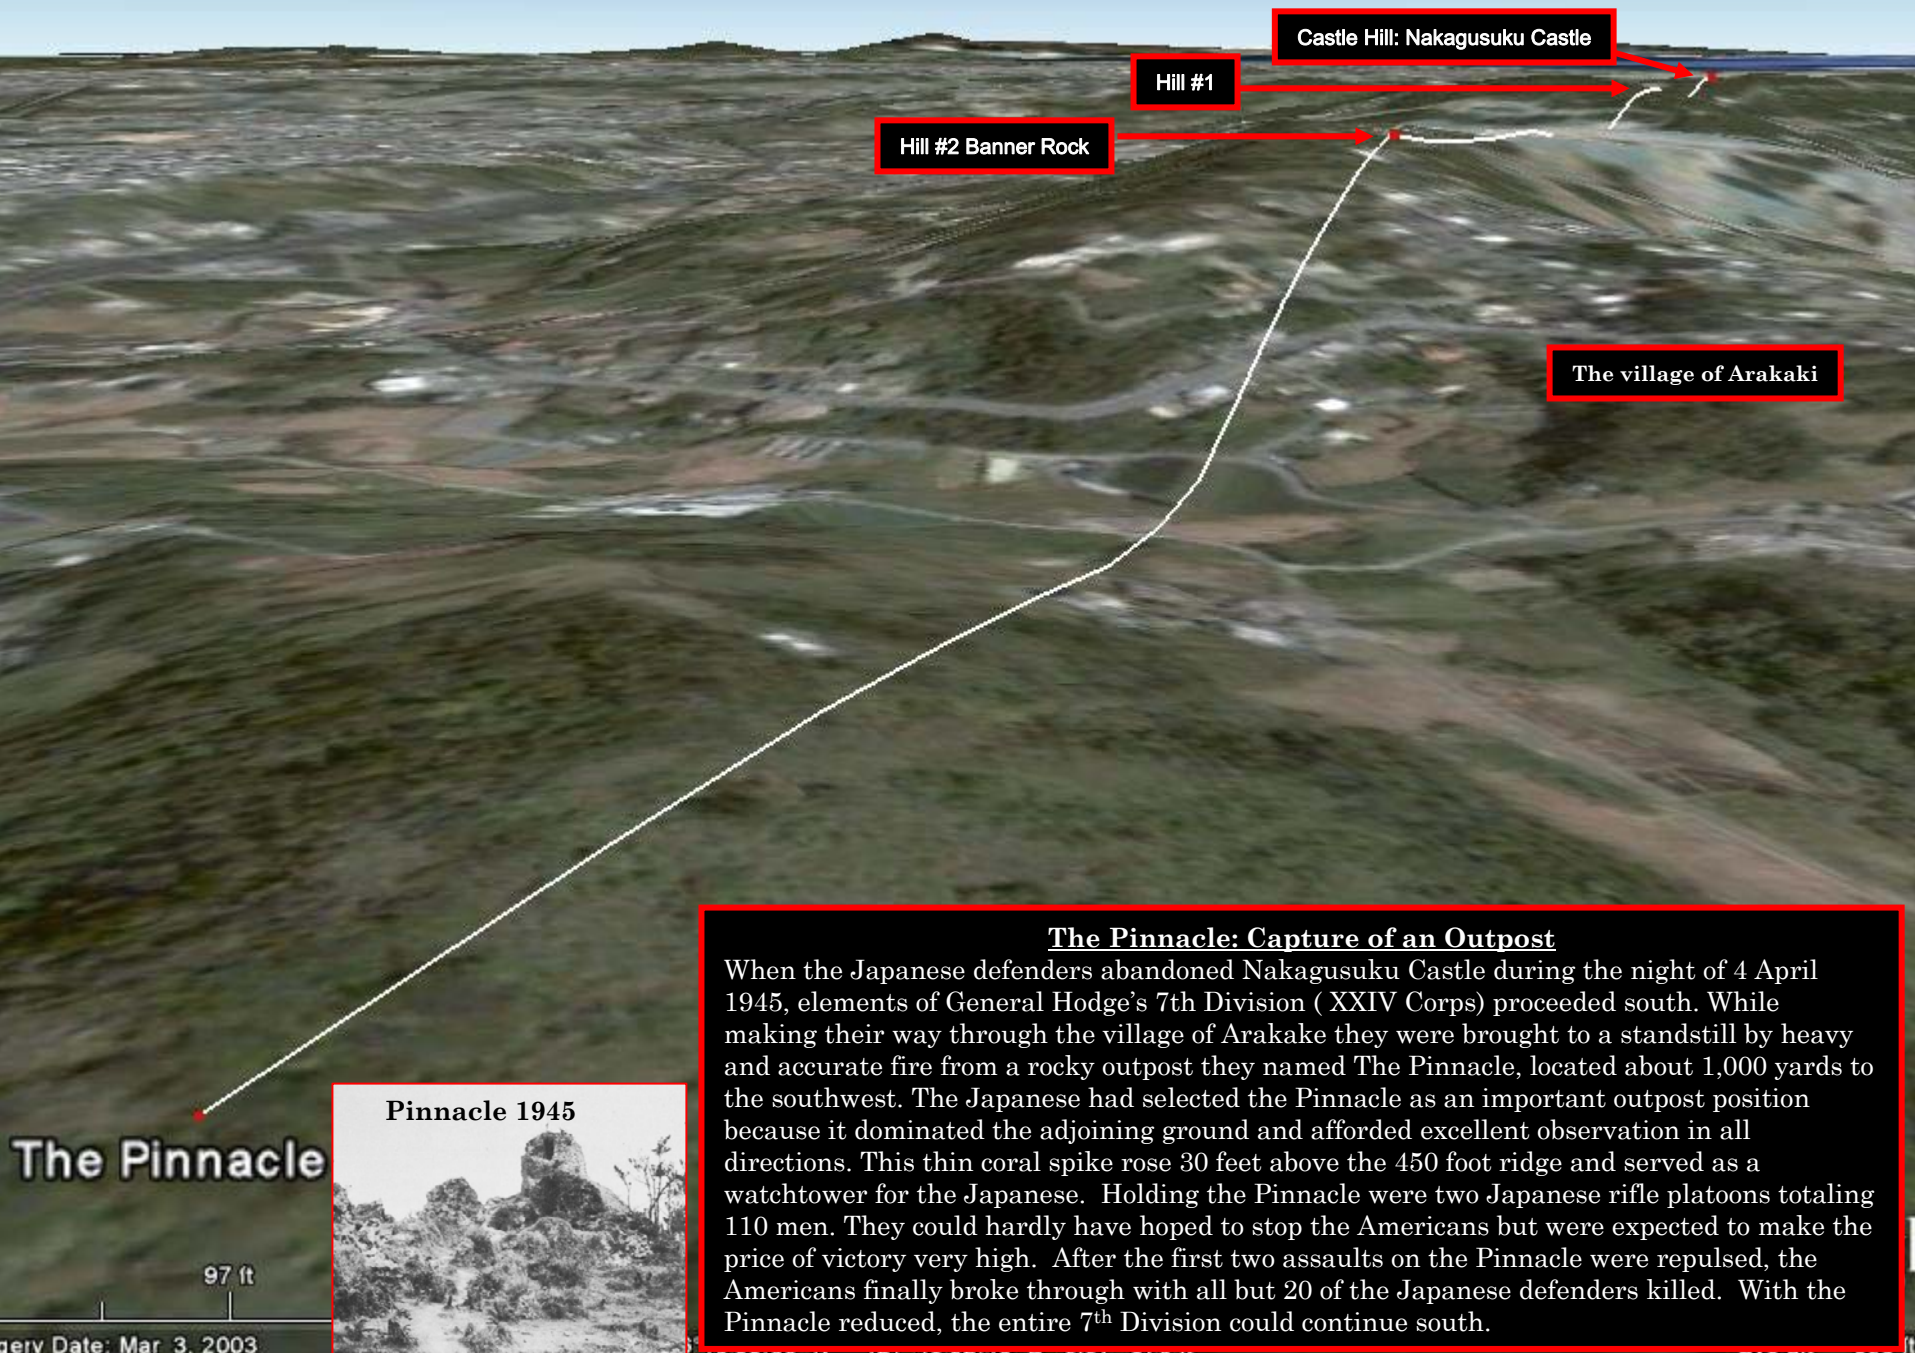 Castle Hill: Nakagusuku Castle
Hill #1
Hill #2 Banner Rock
The village of Arakaki
The Pinnacle
Pinnacle 1945
97 ft
Date: Mar 3, 2003
The Pinnacle: Capture of an Outpost
When the Japanese defenders abandoned Nakagusuku Castle during the night of 4 April
1945, elements of General Hodge’s 7th Division ( XXIV Corps) proceeded south. While
making their way through the village of Arakake they were brought to a standstill by heavy
and accurate fire from a rocky outpost they named The Pinnacle, located about 1,000 yards to
the southwest. The Japanese had selected the Pinnacle as an important outpost position
because it dominated the adjoining ground and afforded excellent observation in all
directions. This thin coral spike rose 30 feet above the 450 foot ridge and served as a
watchtower for the Japanese.  Holding the Pinnacle were two Japanese rifle platoons totaling
110 men. They could hardly have hoped to stop the Americans but were expected to make the
price of victory very high.  After the first two assaults on the Pinnacle were repulsed, the
Americans finally broke through with all but 20 of the Japanese defenders killed.  With the
Pinnacle reduced, the entire 7th Division could continue south.